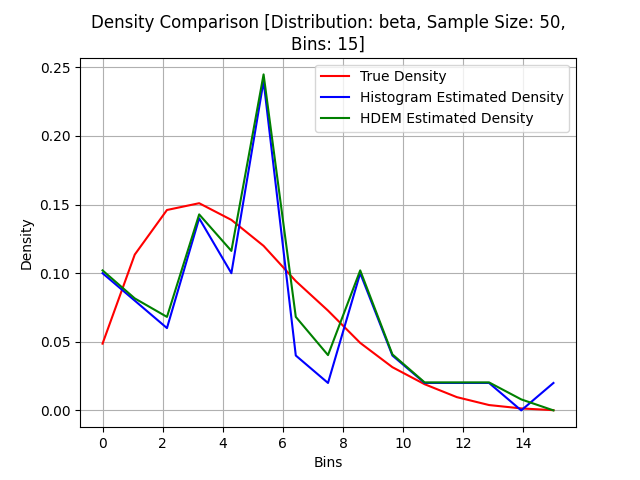 Density Comparison [Distribution: beta, Sample Size: 50,
Bins: 15]
True Density
Histogram Estimated Density
HDEM Estimated Density
Density
0.25
0.20
0.15
0.10
0.05
0.00
0 2 4 6 8 10 12 14
Bins